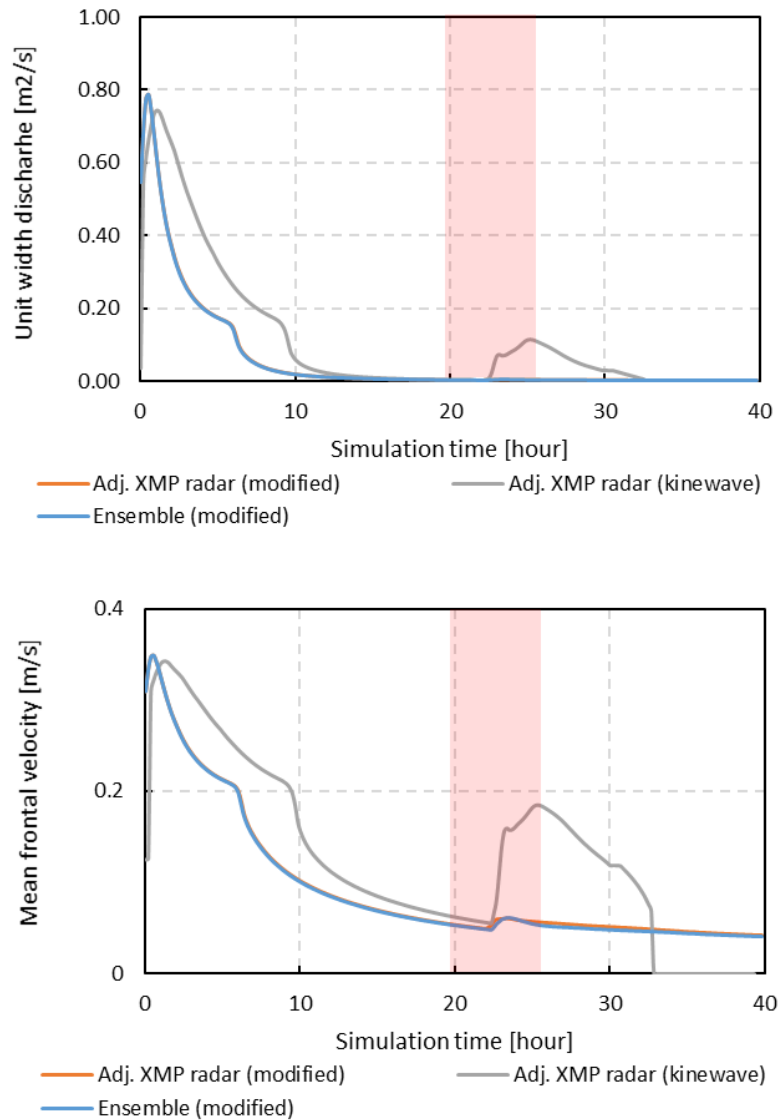 1.00
0.80
0.60
0.40
0.20
0.00
Unit width discharhe [m2/s]
0 10 20 30 40
Simulation time [hour]
Adj. XMP radar (modified) Adj. XMP radar (kinewave)
Ensemble (modified)
0.4
0.2
0
Mean frontal velocity [m/s]
0 10 20 30 40
Simulation time [hour]
Adj. XMP radar (modified) Adj. XMP radar (kinewave)
Ensemble (modified)